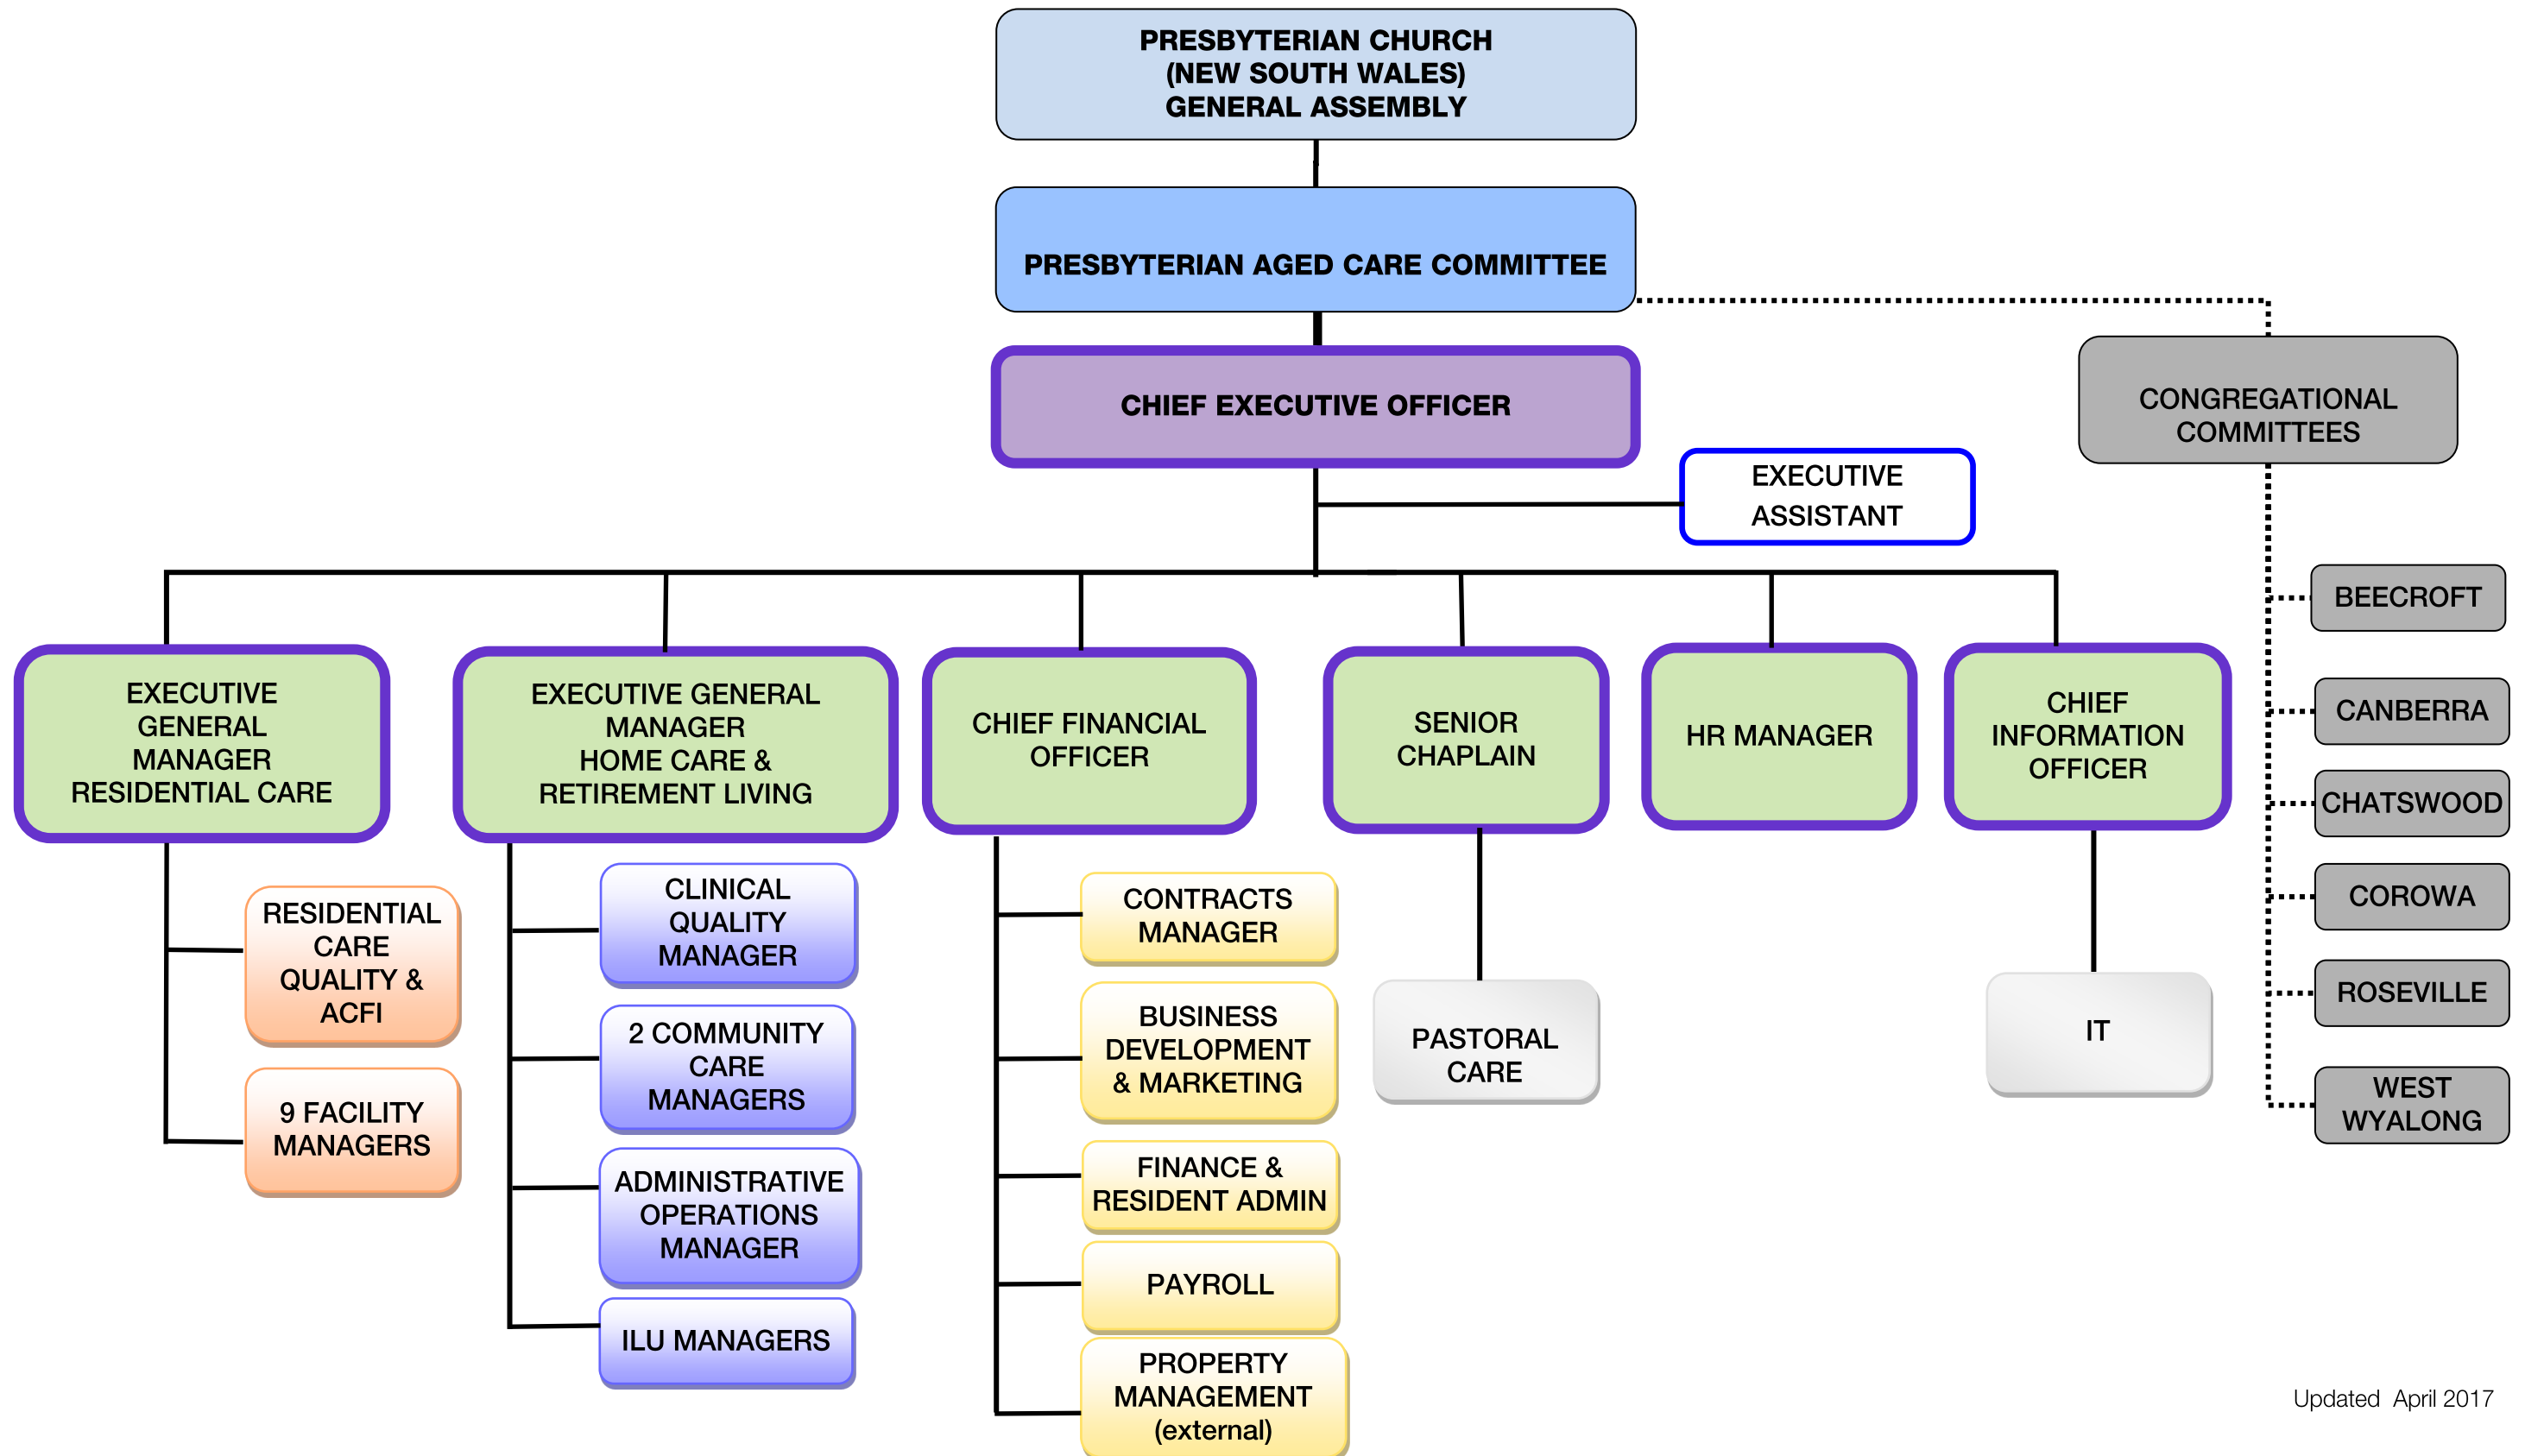 PRESBYTERIAN CHURCH
(NEW SOUTH WALES)
GENERAL ASSEMBLY
PRESBYTERIAN AGED CARE COMMITTEE
CHIEF EXECUTIVE OFFICER
CONGREGATIONAL
COMMITTEES
EXECUTIVE
ASSISTANT
EXECUTIVE
GENERAL
MANAGER
RESIDENTIAL CARE
EXECUTIVE GENERAL
MANAGER
HOME CARE &
RETIREMENT LIVING
CHIEF FINANCIAL
OFFICER
SENIOR
CHAPLAIN
HR MANAGER
CHIEF
INFORMATION
OFFICER
RESIDENTIAL
CARE
QUALITY &
ACFI
9 FACILITY
MANAGERS
CLINICAL
QUALITY
MANAGER
2 COMMUNITY
CARE
MANAGERS
ADMINISTRATIVE
OPERATIONS
MANAGER
ILU MANAGERS
CONTRACTS
MANAGER
BUSINESS
DEVELOPMENT
& MARKETING
FINANCE &
RESIDENT ADMIN
PAYROLL
PROPERTY
MANAGEMENT
(external)
PASTORAL
CARE
IT
BEECROFT
CANBERRA
CHATSWOOD
COROWA
ROSEVILLE
WEST
WYALONG
Updated  April 2017